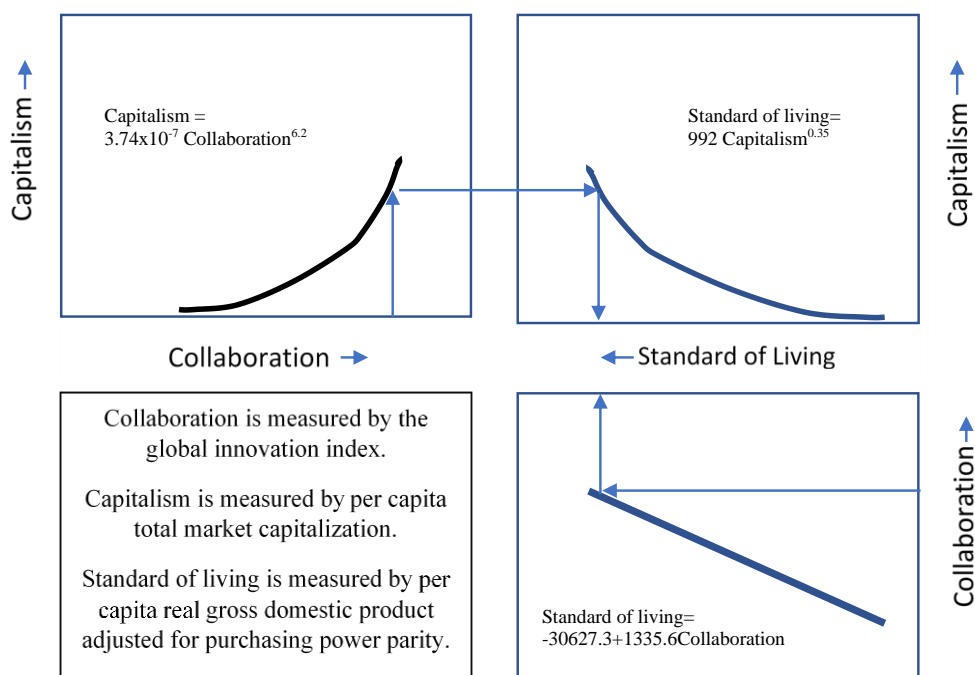 Capitalism
Capitalism =
3.74x10⁻⁷ Collaboration⁶·²
Collaboration
Standard of living=
992 Capitalism⁰·³⁵
Capitalism
Standard of Living
Collaboration is measured by the
global innovation index.
Capitalism is measured by per capita
total market capitalization.
Standard of living is measured by per
capita real gross domestic product
adjusted for purchasing power parity.
Standard of living=
-30627.3+1335.6Collaboration
Collaboration